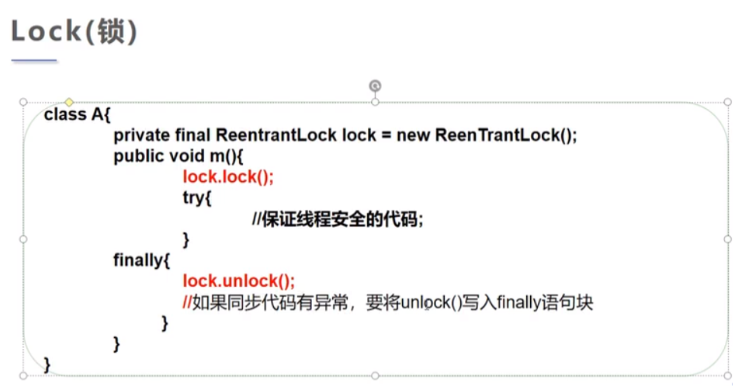 Lock(锁)
class A{
private final ReentrantLock lock = new ReenTrantLock();
public void m(){
lock.lock();
try{
//保证线程安全的代码;
}
finally{
lock.unlock();
//如果同步代码有异常，要将unlock()写入finally语句块
}
}
}